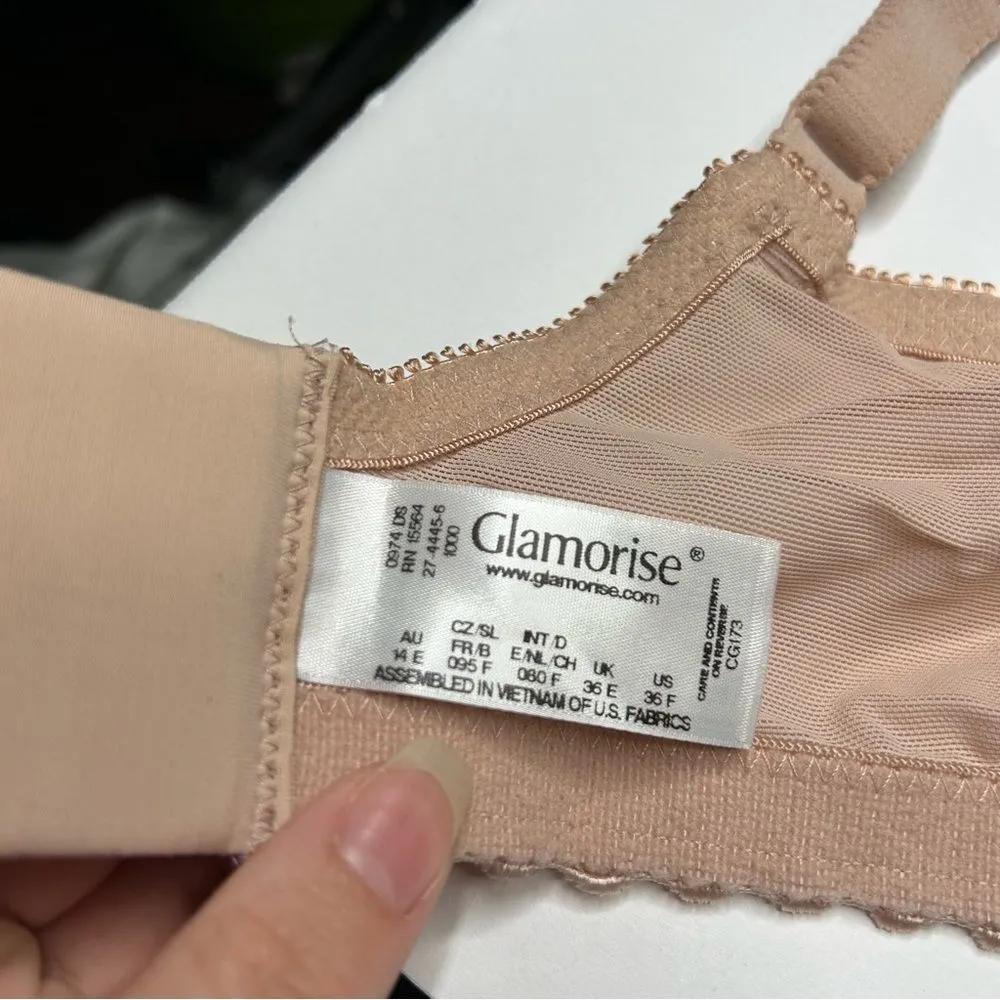 0974 DS
RN 15564
27-4445-6
1000
Glamorise®
www.glamorise.com
AU
14 E
CZ/SL
FR/B
095 F
INT/D
E/NL/CH
080 F
UK
36 E
US
36 F
ASSEMBLED IN VIETNAM OF U.S. FABRICS
CARE AND CONTENT
ON REVERSE
CG173